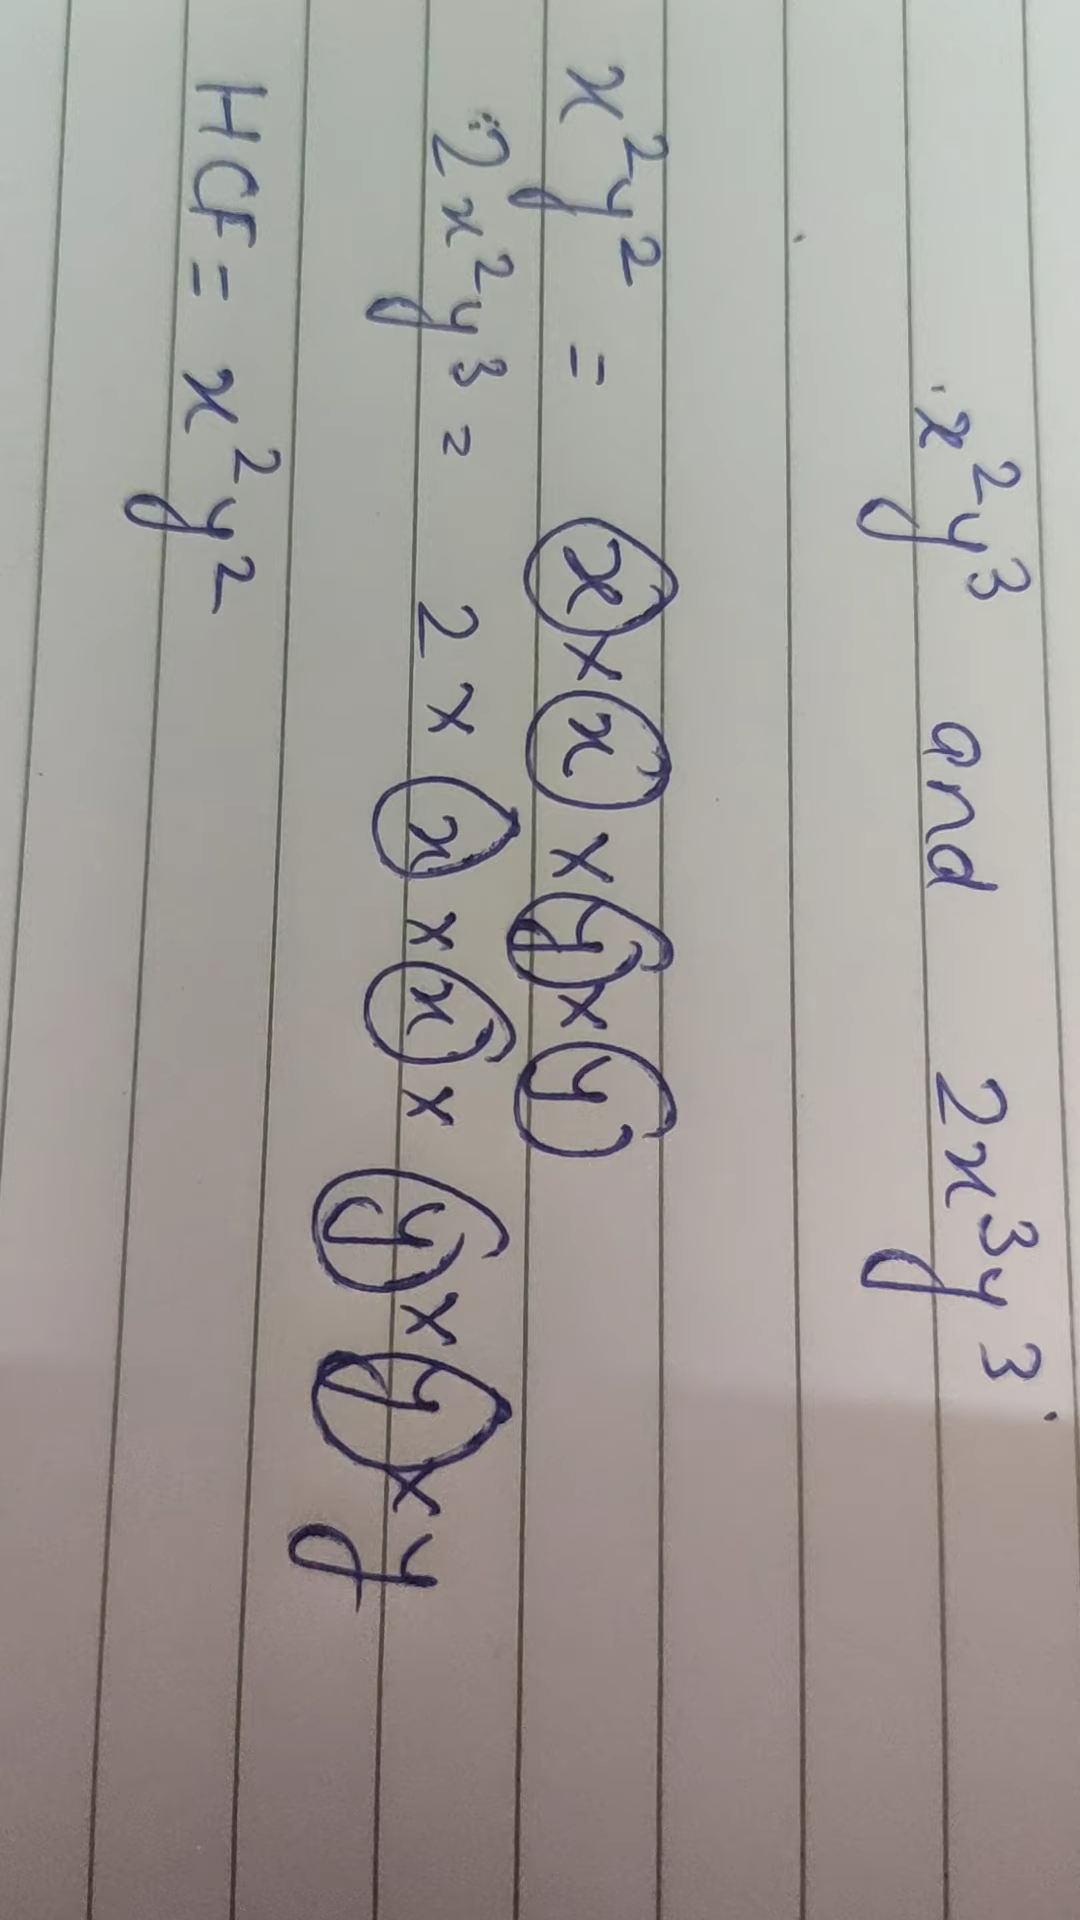 x²y³ and 2x³y³
x²y² = x × x × y × y
2x²y³ = 2 × x × x × y × y × y
HCF = x²y²